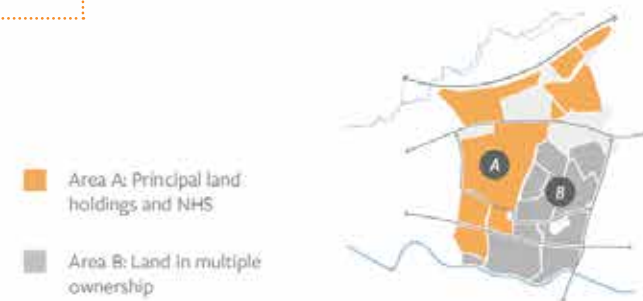 Area A: Principal land
holdings and NHS
Area B: Land in multiple
ownership
A
B